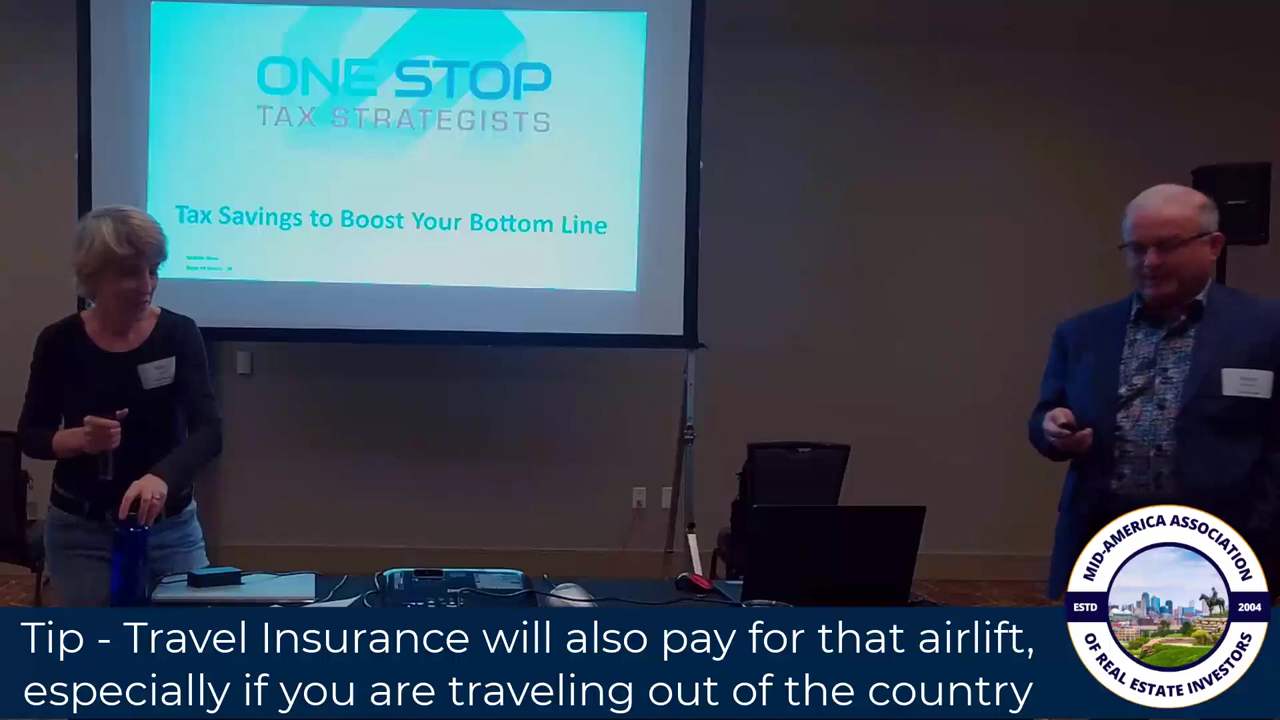 ONE STOP
TAX STRATEGISTS
Tax Savings to Boost Your Bottom Line
Tip - Travel Insurance will also pay for that airlift,
especially if you are traveling out of the country
MID-AMERICA ASSOCIATION
ESTD 2004
OF REAL ESTATE INVESTORS